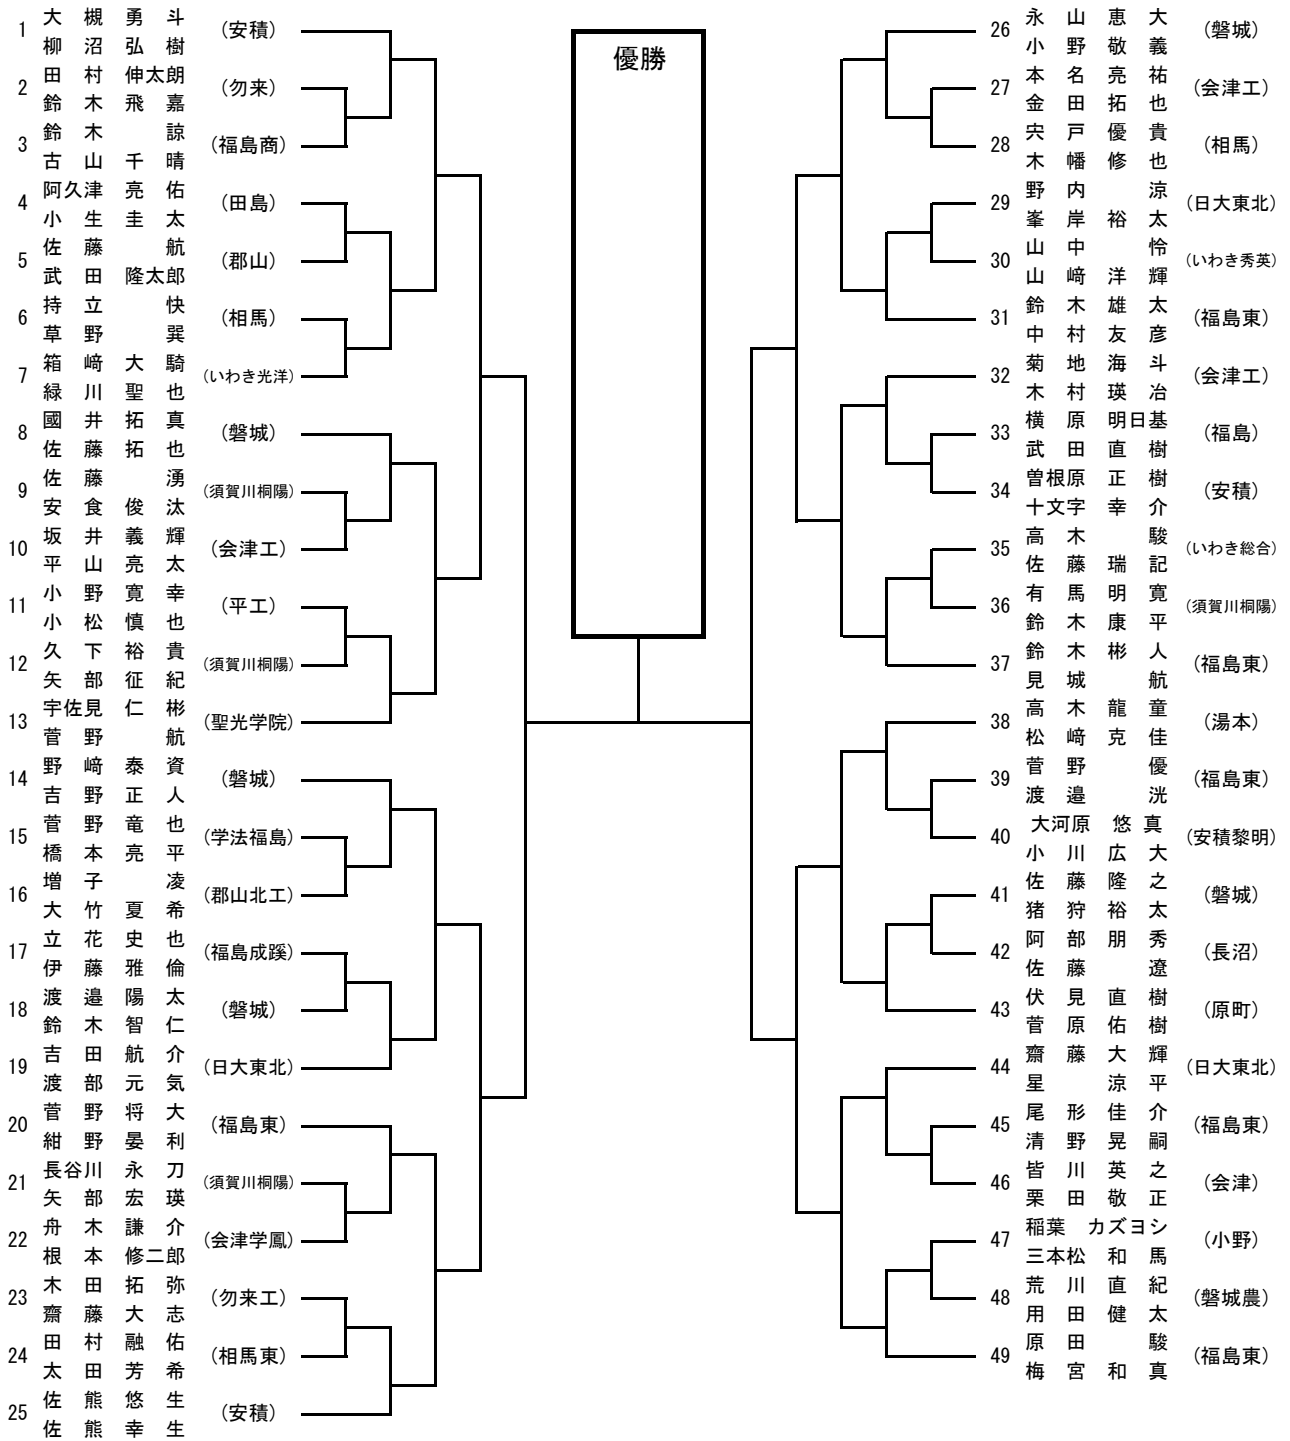 優勝
1 大槻勇斗 (安積)
柳沼弘樹
2 田村伸太朗 (勿来)
鈴木飛嘉
3 鈴木諒 (福島商)
古山千晴
4 阿久津亮佑 (田島)
小生圭太
5 佐藤航 (郡山)
武田隆太郎
6 持立快 (相馬)
草野巽
7 箱﨑大騎 (いわき光洋)
緑川聖也
8 國井拓真 (磐城)
佐藤拓也
9 佐藤湧 (須賀川桐陽)
安食俊汰
10 坂井義輝 (会津工)
平山亮太
11 小野寛幸 (平工)
小松慎也
12 久下裕貴 (須賀川桐陽)
矢部征紀
13 宇佐見仁彬 (聖光学院)
菅野航
14 野﨑泰資 (磐城)
吉野正人
15 菅野竜也 (学法福島)
橋本亮平
16 増子凌 (郡山北工)
大竹夏希
17 立花史也 (福島成蹊)
伊藤雅倫
18 渡邉陽太 (磐城)
鈴木智仁
19 吉田航介 (日大東北)
渡部元気
20 菅野将大 (福島東)
紺野晏利
21 長谷川永刀 (須賀川桐陽)
矢部宏瑛
22 舟木謙介 (会津学鳳)
根本修二郎
23 木田拓弥 (勿来工)
齋藤大志
24 田村融佑 (相馬東)
太田芳希
25 佐熊悠生 (安積)
佐熊幸生
26 永山恵大 (磐城)
小野敬義
27 本名亮祐 (会津工)
金田拓也
28 宍戸優貴 (相馬)
木幡修也
29 野内涼 (日大東北)
峯岸裕太
30 山中怜 (いわき秀英)
山﨑洋輝
31 鈴木雄太 (福島東)
中村友彦
32 菊地海斗 (会津工)
木村瑛冶
33 横原明日基 (福島)
武田直樹
34 曽根原正樹 (安積)
十文字幸介
35 高木駿 (いわき総合)
佐藤瑞記
36 有馬明寛 (須賀川桐陽)
鈴木康平
37 鈴木彬人 (福島東)
見城航
38 高木龍童 (湯本)
松﨑克佳
39 菅野優 (福島東)
渡邉洸
40 大河原悠真 (安積黎明)
小川広大
41 佐藤隆之 (磐城)
猪狩裕太
42 阿部朋秀 (長沼)
佐藤遼
43 伏見直樹 (原町)
菅原佑樹
44 齋藤大輝 (日大東北)
星涼平
45 尾形佳介 (福島東)
清野晃嗣
46 皆川英之 (会津)
栗田敬正
47 稲葉カズヨシ (小野)
三本松和馬
48 荒川直紀 (磐城農)
用田健太
49 原田駿 (福島東)
梅宮和真